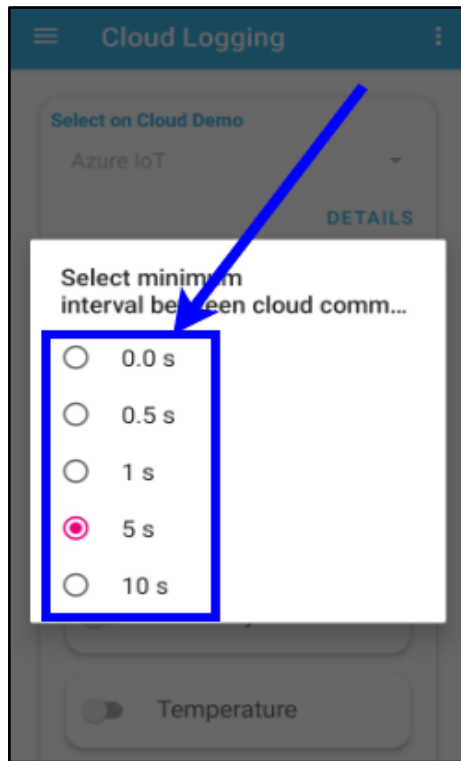 Cloud Logging
Select on Cloud Demo
Azure IoT
DETAILS
Select minimum
interval between cloud comm...
0.0 s
0.5 s
1 s
5 s
10 s
Temperature